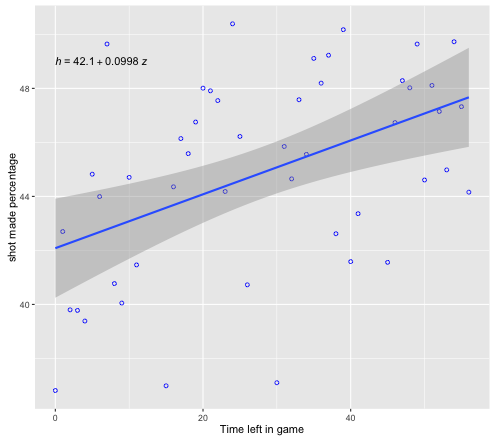 h = 42.1 + 0.0998 z
48
44
40
0 20 40
Time left in game
shot made percentage